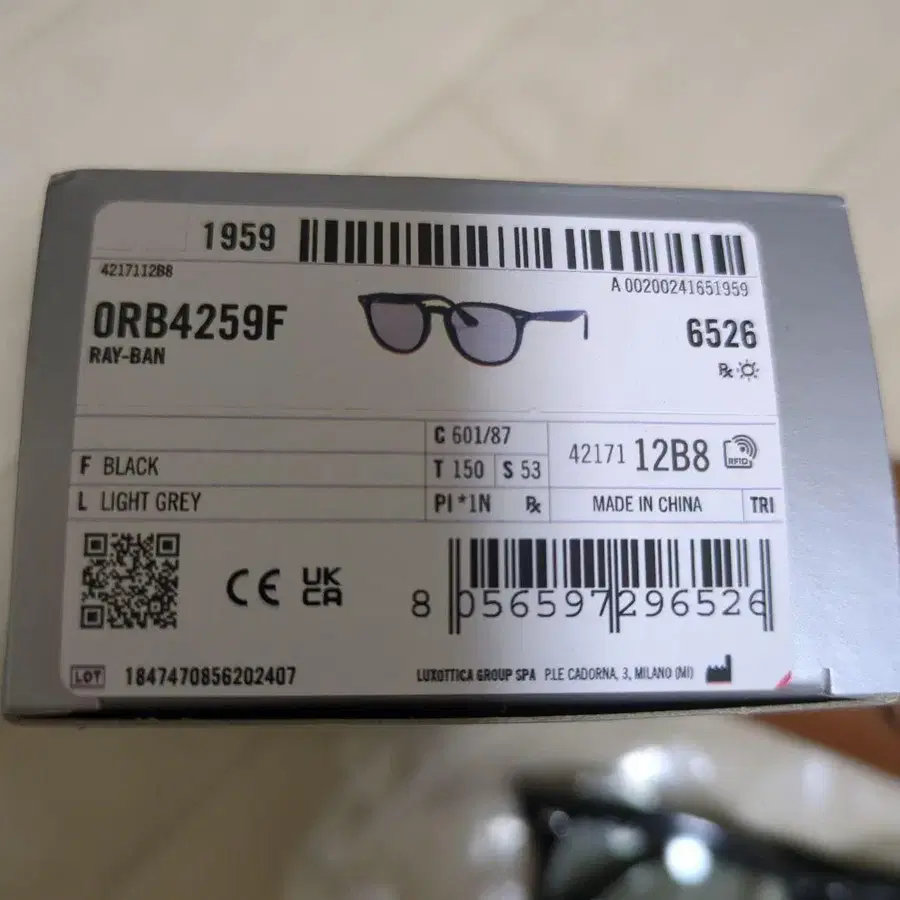 1959
4217112B8
A 00200241651959
0RB4259F
RAY-BAN
6526
Rx
C 601/87
F BLACK
T 150 S 53
42171 12B8 RFID
L LIGHT GREY
PI *1N Rx
MADE IN CHINA
TRI
CE UK CA
8 056597 296526
LOT 1847470856202407
LUXOTTICA GROUP SPA P.LE CADORNA, 3, MILANO (MI)